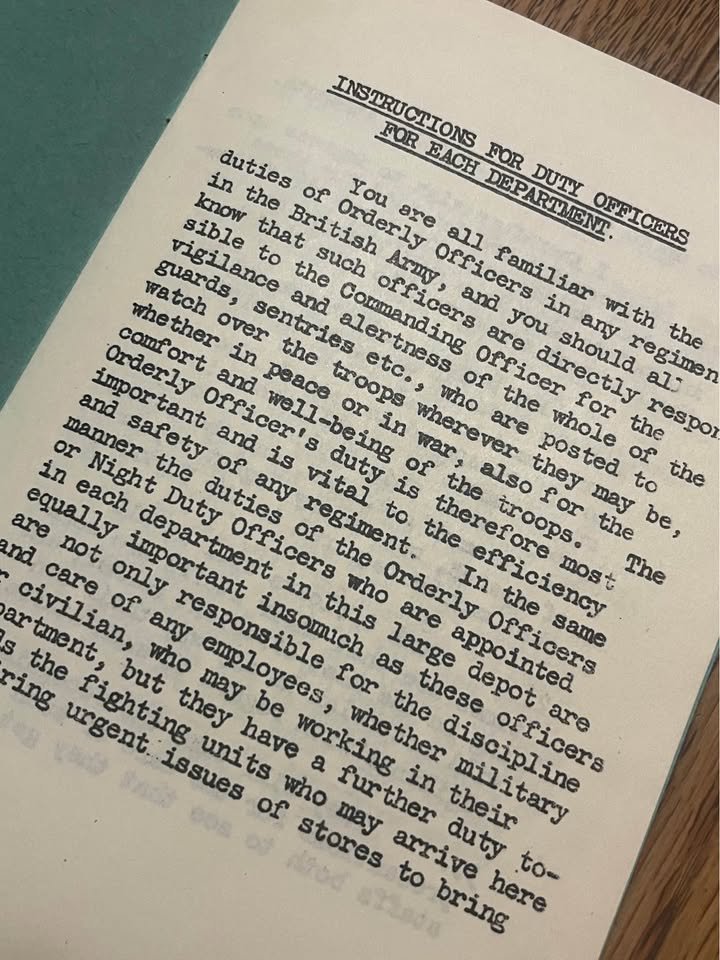 INSTRUCTIONS FOR DUTY OFFICERS
FOR EACH DEPARTMENT.
You are all familiar with the
duties of Orderly Officers in any regimen
in the British Army, and you should all
know that such officers are directly respon
sible to the Commanding Officer for the
vigilance and alertness of the whole of the
guards, sentries etc., who are posted to
watch over the troops wherever they may be,
whether in peace or in war, also for the
comfort and well-being of the troops. The
Orderly Officer's duty is therefore most
important and is vital to the efficiency
and safety of any regiment. In the same
manner the duties of the Orderly Officers
or Night Duty Officers who are appointed
in each department in this large depot are
equally important insomuch as these officers
are not only responsible for the discipline
and care of any employees, whether military
r civilian, who may be working in their
partment, but they have a further duty to-
ds the fighting units who may arrive here
ring urgent issues of stores to bring